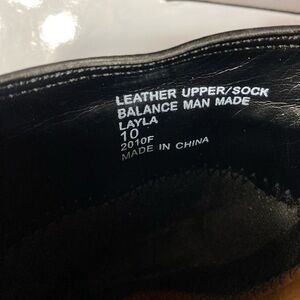 LEATHER UPPER/SOCK
BALANCE MAN MADE
LAYLA
10
2010F
MADE IN CHINA